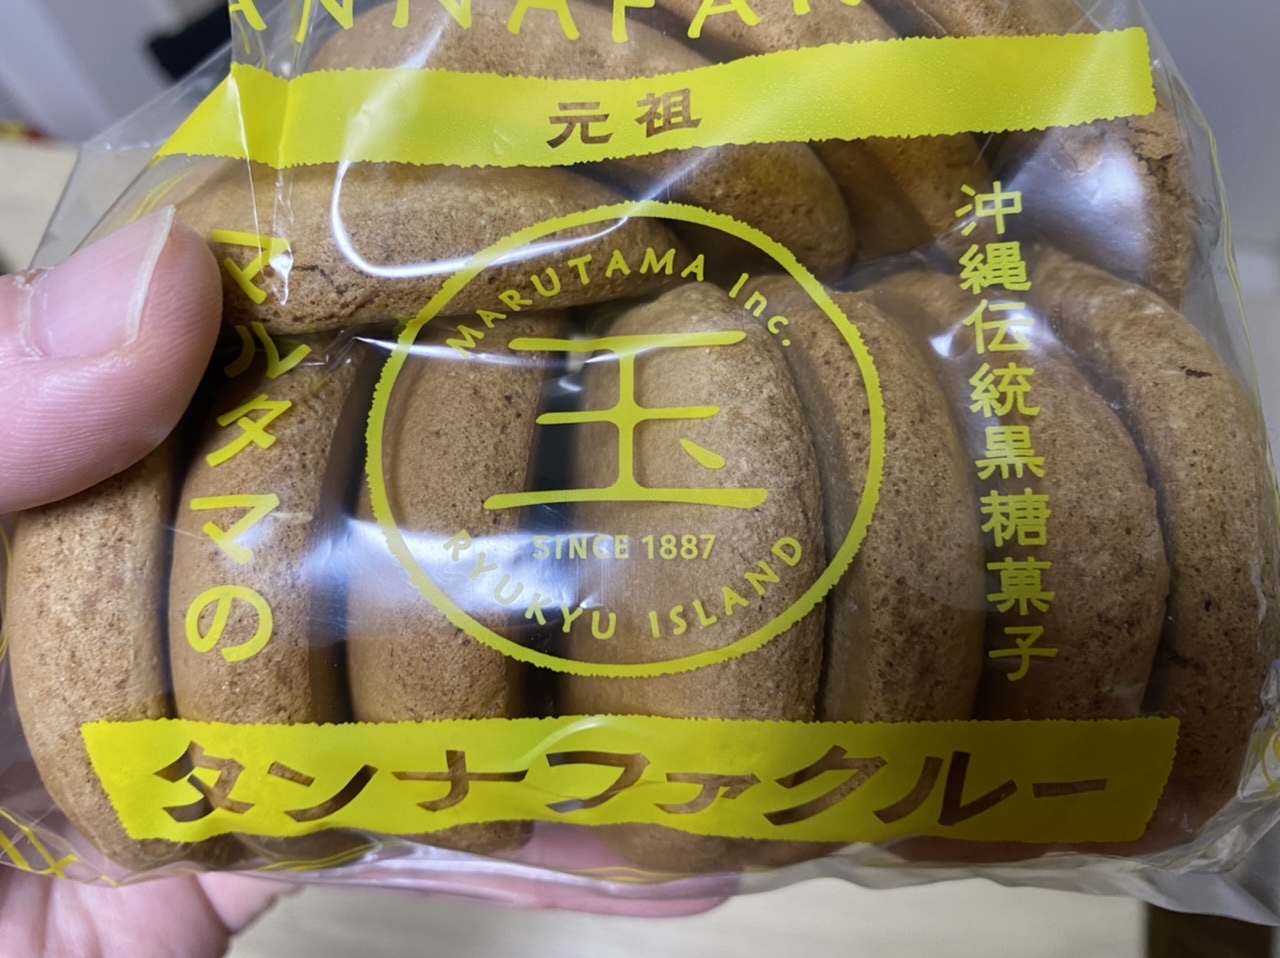 ANNAFA
元祖
マルタマの
MARUTAMA Inc.
玉
SINCE 1887
RYUKYU ISLAND
沖縄伝統黒糖菓子
タンナファクルー